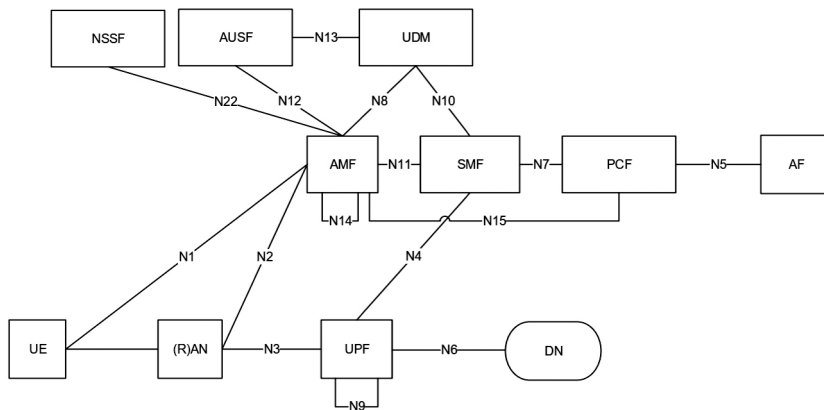 NSSF
AUSF
N13
UDM
N22
N12
N8
N10
AMF
N11
SMF
N7
PCF
N5
AF
N14
N15
N1
N2
N4
UE
(R)AN
N3
UPF
N6
DN
N9